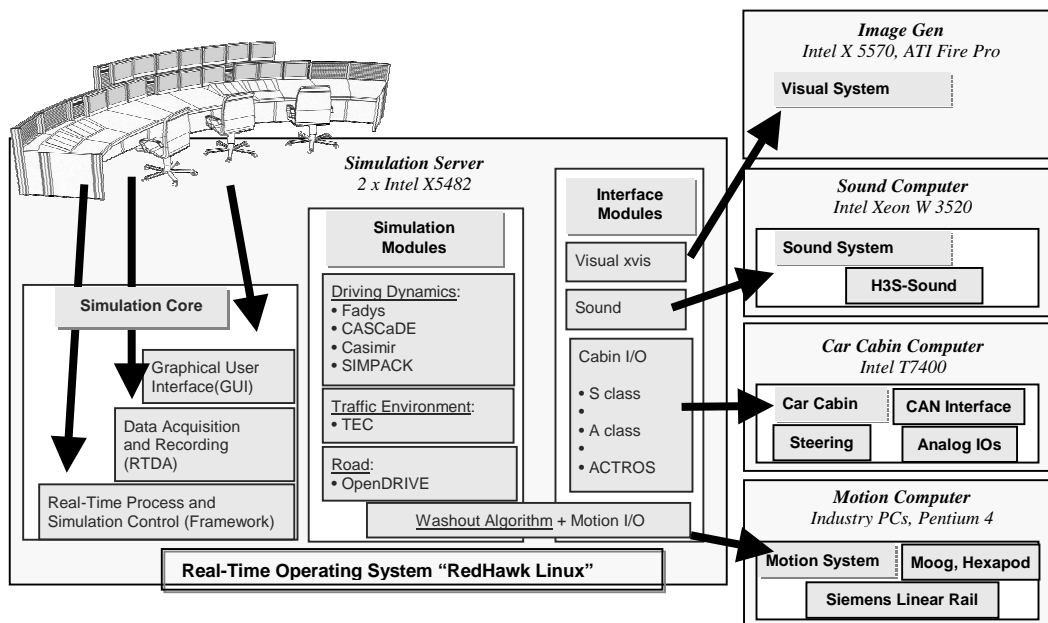 Simulation Server
2 x Intel X5482
Simulation Core
Graphical User
Interface(GUI)
Data Acquisition
and Recording
(RTDA)
Real-Time Process and
Simulation Control (Framework)
Simulation
Modules
Driving Dynamics:
• Fadys
• CASCaDE
• Casimir
• SIMPACK
Traffic Environment:
• TEC
Road:
• OpenDRIVE
Interface
Modules
Visual xvis
Sound
Cabin I/O
• S class
•
• A class
•
• ACTROS
Washout Algorithm + Motion I/O
Real-Time Operating System “RedHawk Linux”
Image Gen
Intel X 5570, ATI Fire Pro
Visual System
Sound Computer
Intel Xeon W 3520
Sound System
H3S-Sound
Car Cabin Computer
Intel T7400
Car Cabin
CAN Interface
Steering
Analog IOs
Motion Computer
Industry PCs, Pentium 4
Motion System
Moog, Hexapod
Siemens Linear Rail